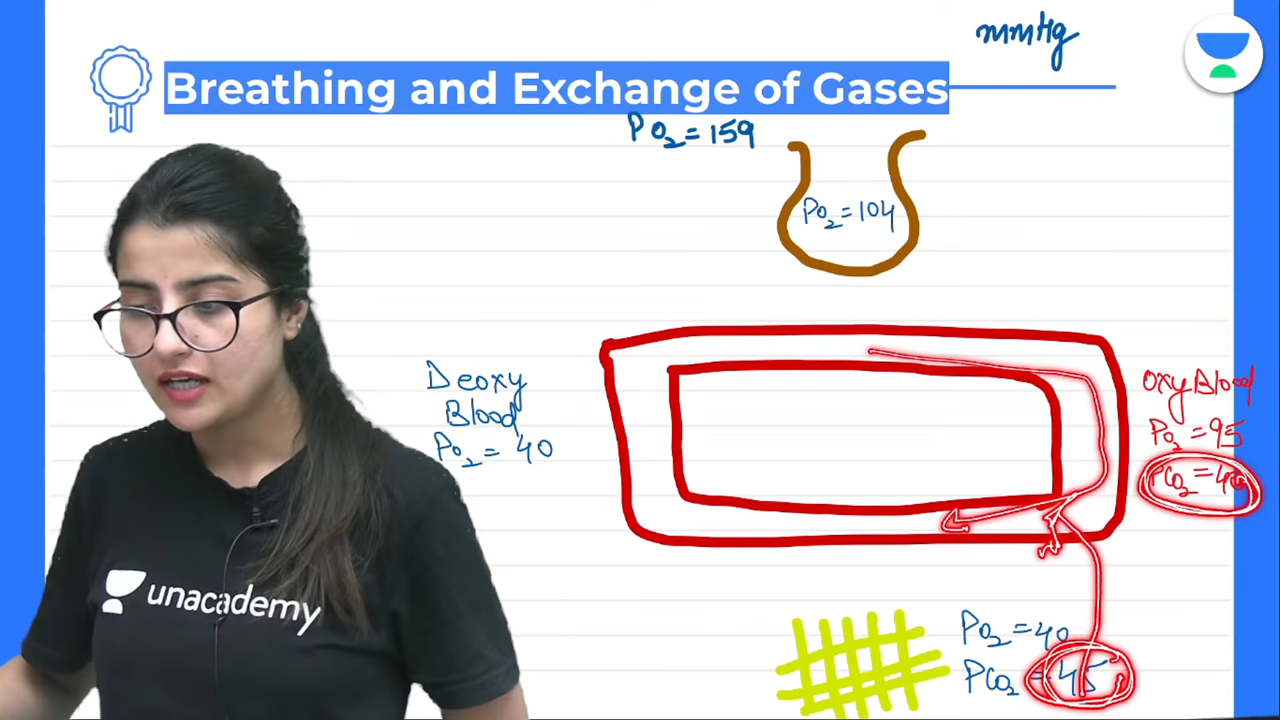 mmHg
Breathing and Exchange of Gases
PO2 = 159
PO2 = 104
Deoxy
Blood
PO2 = 40
Oxy Blood
PO2 = 95
PCO2 = 40
unacademy
PO2 = 40
PCO2 = 45